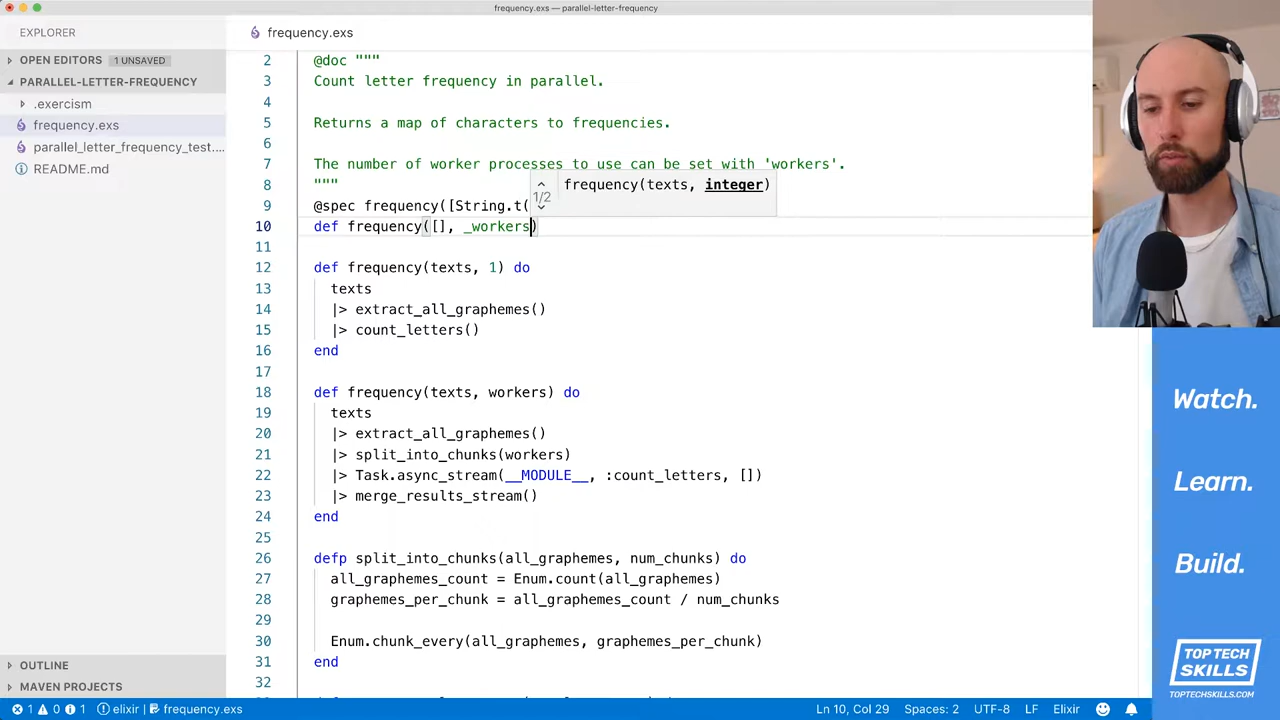 frequency.exs — parallel-letter-frequency
EXPLORER
OPEN EDITORS 1 UNSAVED
PARALLEL-LETTER-FREQUENCY
.exercism
frequency.exs
parallel_letter_frequency_test....
README.md
OUTLINE
MAVEN PROJECTS
frequency.exs
2 @doc """
3 Count letter frequency in parallel.
4
5 Returns a map of characters to frequencies.
6
7 The number of worker processes to use can be set with 'workers'.
8 """
1/2 frequency(texts, integer)
9 @spec frequency([String.t(
10 def frequency([], _workers)
11
12 def frequency(texts, 1) do
13 texts
14 |> extract_all_graphemes()
15 |> count_letters()
16 end
17
18 def frequency(texts, workers) do
19 texts
20 |> extract_all_graphemes()
21 |> split_into_chunks(workers)
22 |> Task.async_stream(__MODULE__, :count_letters, [])
23 |> merge_results_stream()
24 end
25
26 defp split_into_chunks(all_graphemes, num_chunks) do
27 all_graphemes_count = Enum.count(all_graphemes)
28 graphemes_per_chunk = all_graphemes_count / num_chunks
29
30 Enum.chunk_every(all_graphemes, graphemes_per_chunk)
31 end
32
Watch.
Learn.
Build.
TOP TECH
SKILLS
TOPTECHSKILLS.COM
1 0 1 elixir | frequency.exs Ln 10, Col 29 Spaces: 2 UTF-8 LF Elixir